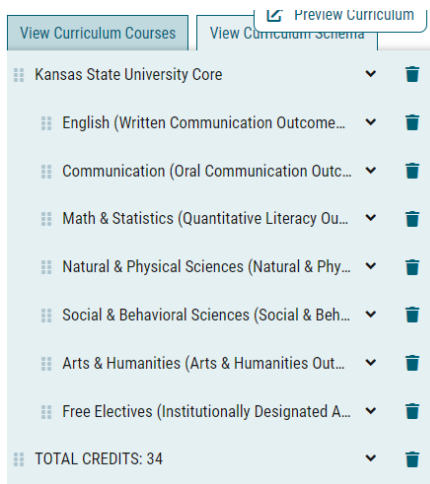 Preview Curriculum
View Curriculum Courses
View Curriculum Schema
Kansas State University Core
English (Written Communication Outcome...
Communication (Oral Communication Outc...
Math & Statistics (Quantitative Literacy Ou...
Natural & Physical Sciences (Natural & Phy...
Social & Behavioral Sciences (Social & Beh...
Arts & Humanities (Arts & Humanities Out...
Free Electives (Institutionally Designated A...
TOTAL CREDITS: 34